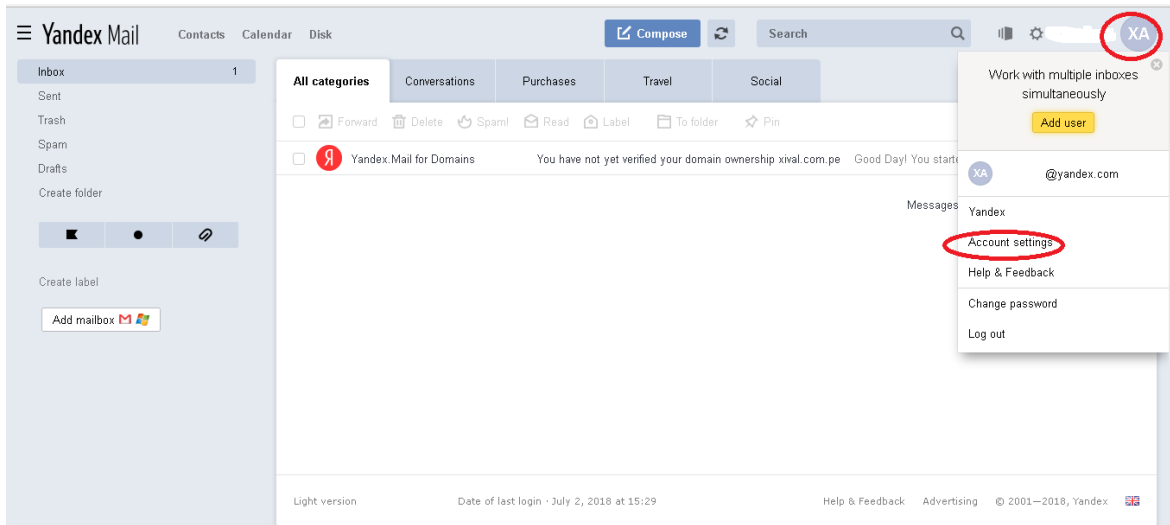 Yandex Mail
Contacts Calendar Disk
Compose
Search
XA
Inbox 1
Sent
Trash
Spam
Drafts
Create folder
Create label
Add mailbox
All categories Conversations Purchases Travel Social
Forward Delete Spam! Read Label To folder Pin
Я Yandex.Mail for Domains You have not yet verified your domain ownership xival.com.pe Good Day! You starte
Messages
Work with multiple inboxes
simultaneously
Add user
XA @yandex.com
Yandex
Account settings
Help & Feedback
Change password
Log out
Light version Date of last login · July 2, 2018 at 15:29 Help & Feedback Advertising © 2001—2018, Yandex